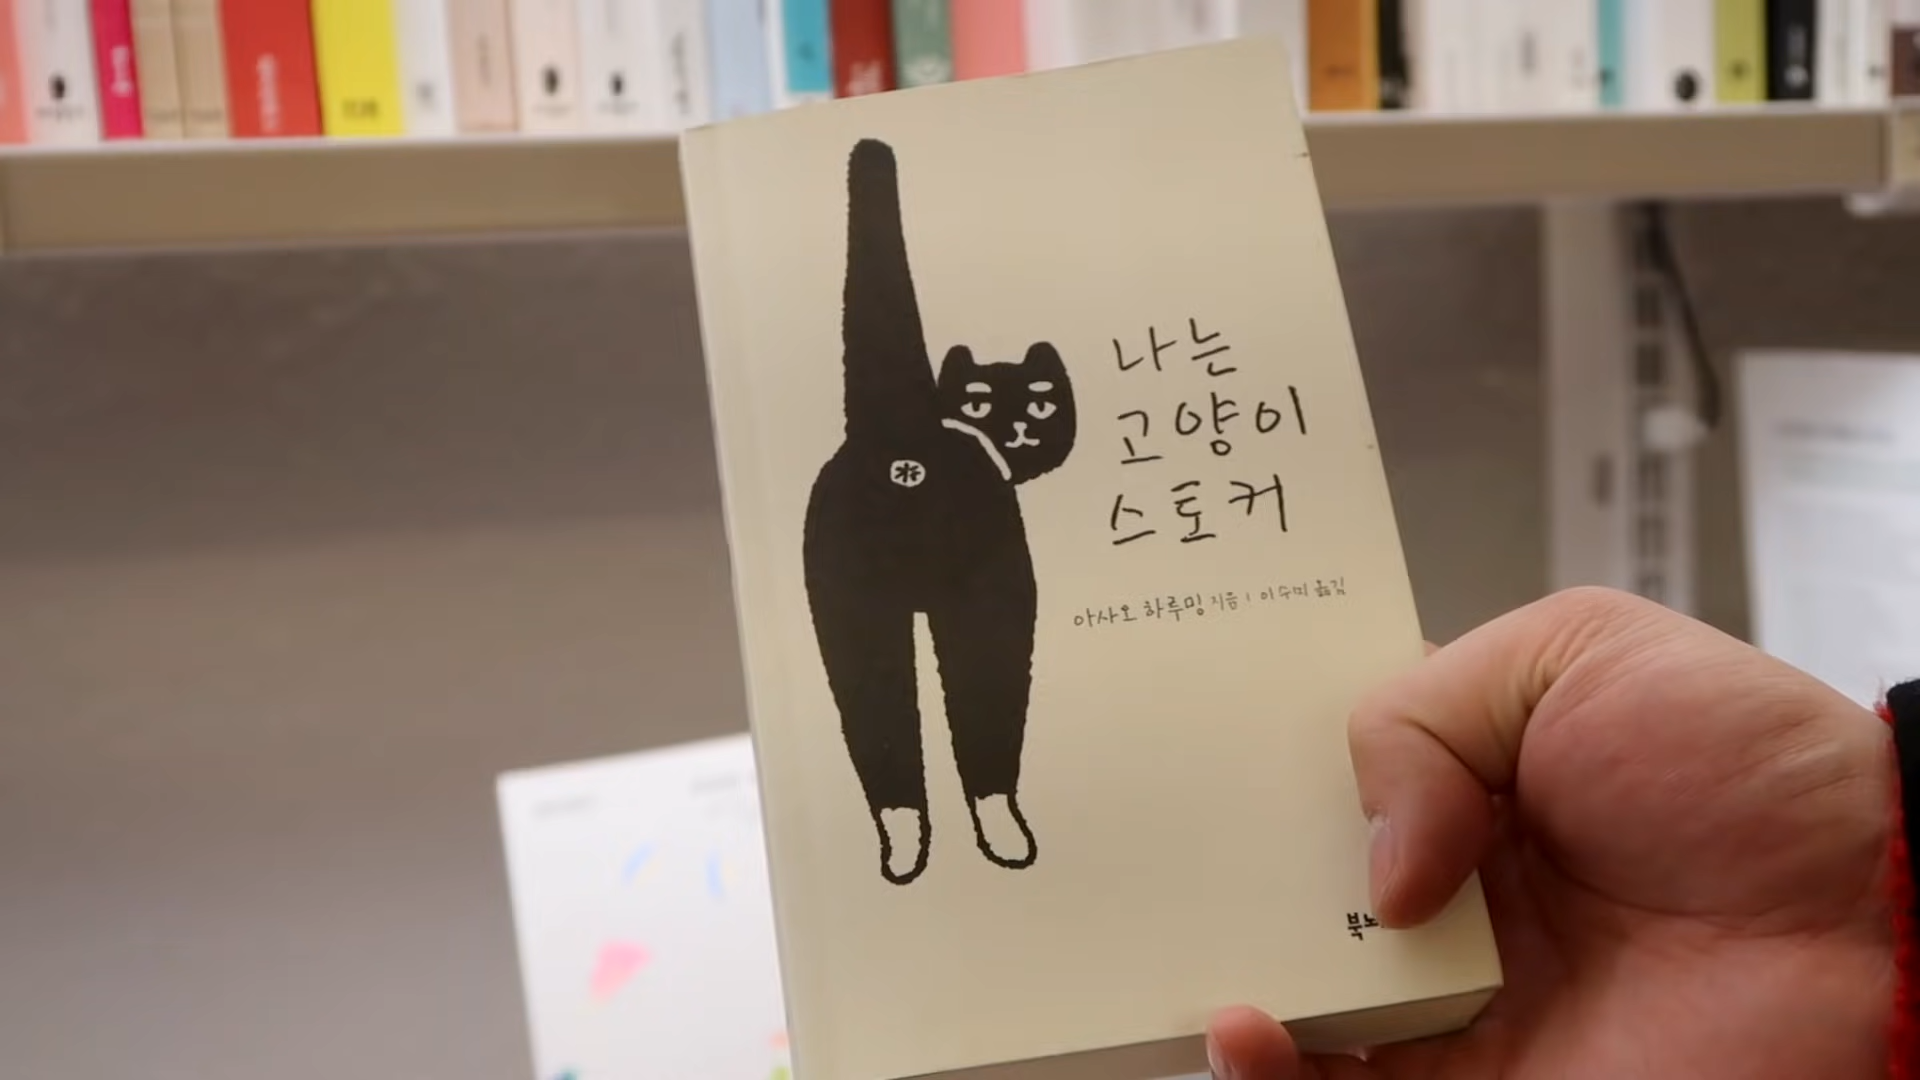 나는
고양이
스토커
아사오 하루밍 지음 | 이수미 옮김